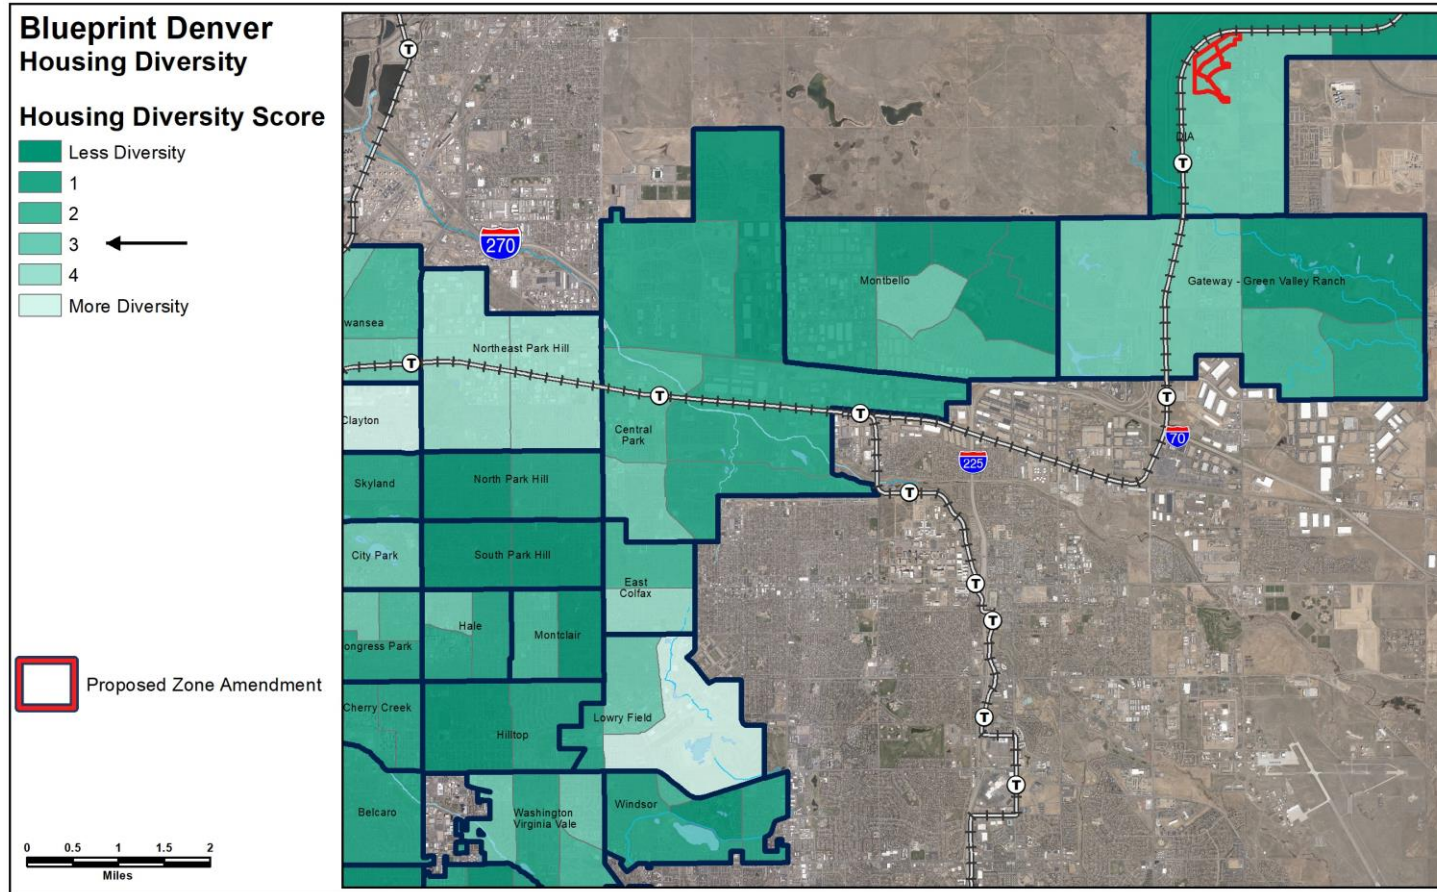 Blueprint Denver
Housing Diversity
Housing Diversity Score
Less Diversity
1
2
3
4
More Diversity
Proposed Zone Amendment
0 0.5 1 1.5 2
Miles
T
DIA
T
270
Montbello
Gateway - Green Valley Ranch
wansea
Northeast Park Hill
T
T
T
T
Clayton
Central
Park
70
225
Skyland
North Park Hill
T
City Park
South Park Hill
East
Colfax
T
T
Hale
Montclair
ongress Park
Cherry Creek
Lowry Field
T
Hilltop
T
Belcaro
Washington
Virginia Vale
Windsor